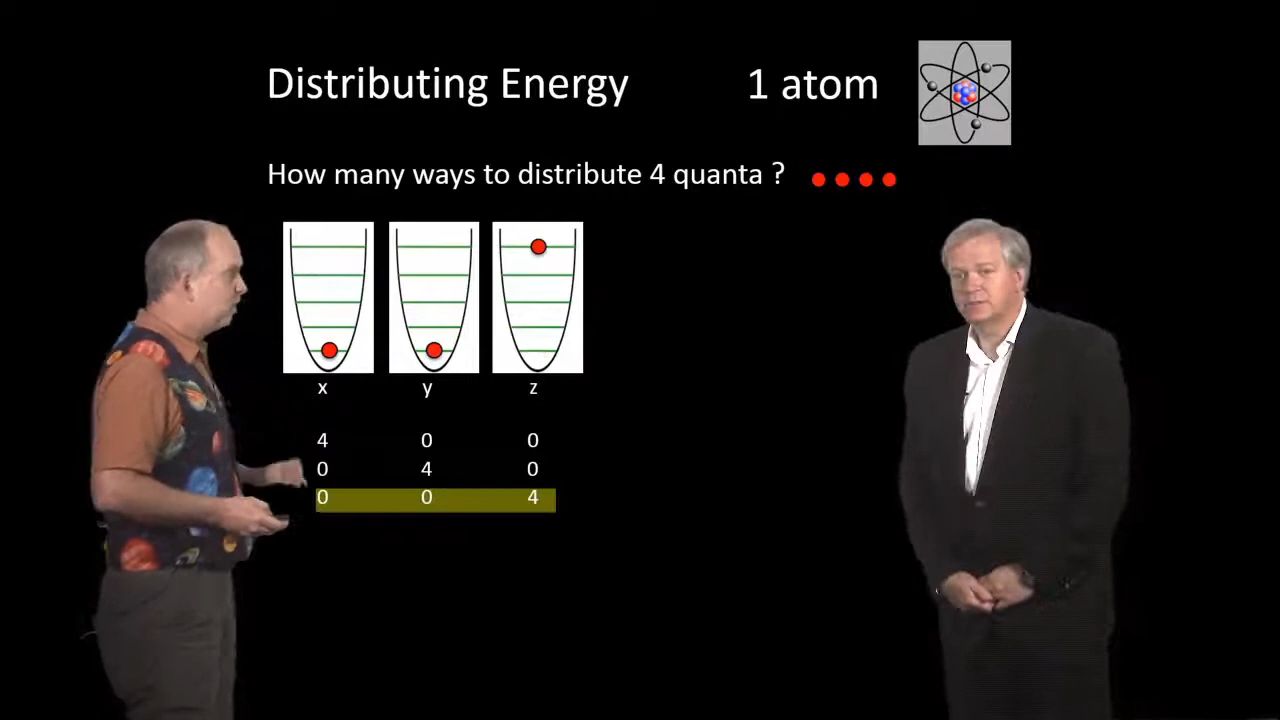 Distributing Energy 1 atom
How many ways to distribute 4 quanta ?
x y z
4 0 0
0 4 0
0 0 4